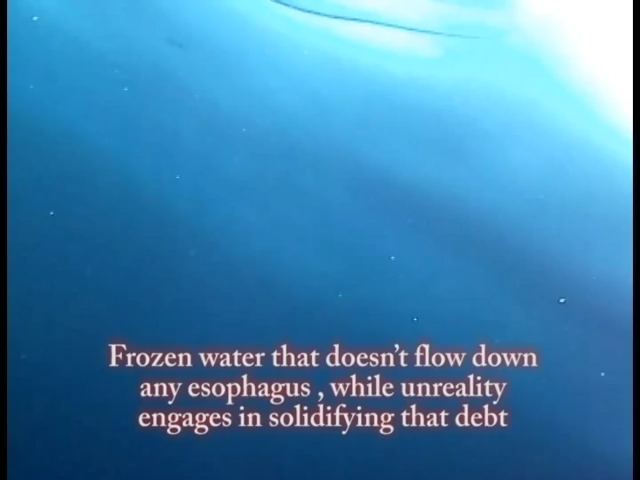 Frozen water that doesn't flow down
any esophagus , while unreality
engages in solidifying that debt